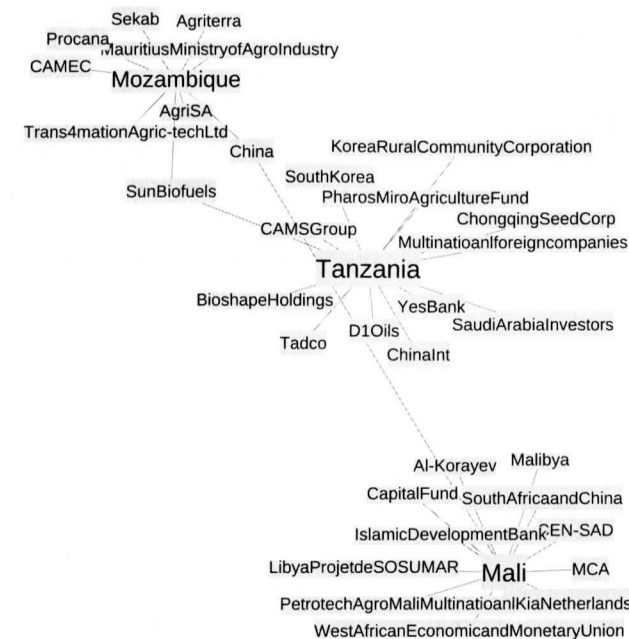 Sekab
Agriterra
Procana
MauritiusMinistryofAgroIndustry
CAMEC
Mozambique
AgriSA
Trans4mationAgric-techLtd
China
KoreaRuralCommunityCorporation
SouthKorea
SunBiofuels
PharosMiroAgricultureFund
ChongqingSeedCorp
CAMSGroup
Multinatioanlforeigncompanies
Tanzania
BioshapeHoldings
YesBank
SaudiArabiaInvestors
D1Oils
Tadco
ChinaInt
Al-Korayev
Malibya
CapitalFund
SouthAfricaandChina
IslamicDevelopmentBank
CEN-SAD
LibyaProjetdeSOSUMAR
Mali
MCA
PetrotechAgroMaliMultinatioanlKiaNetherlands
WestAfricanEconomicandMonetaryUnion